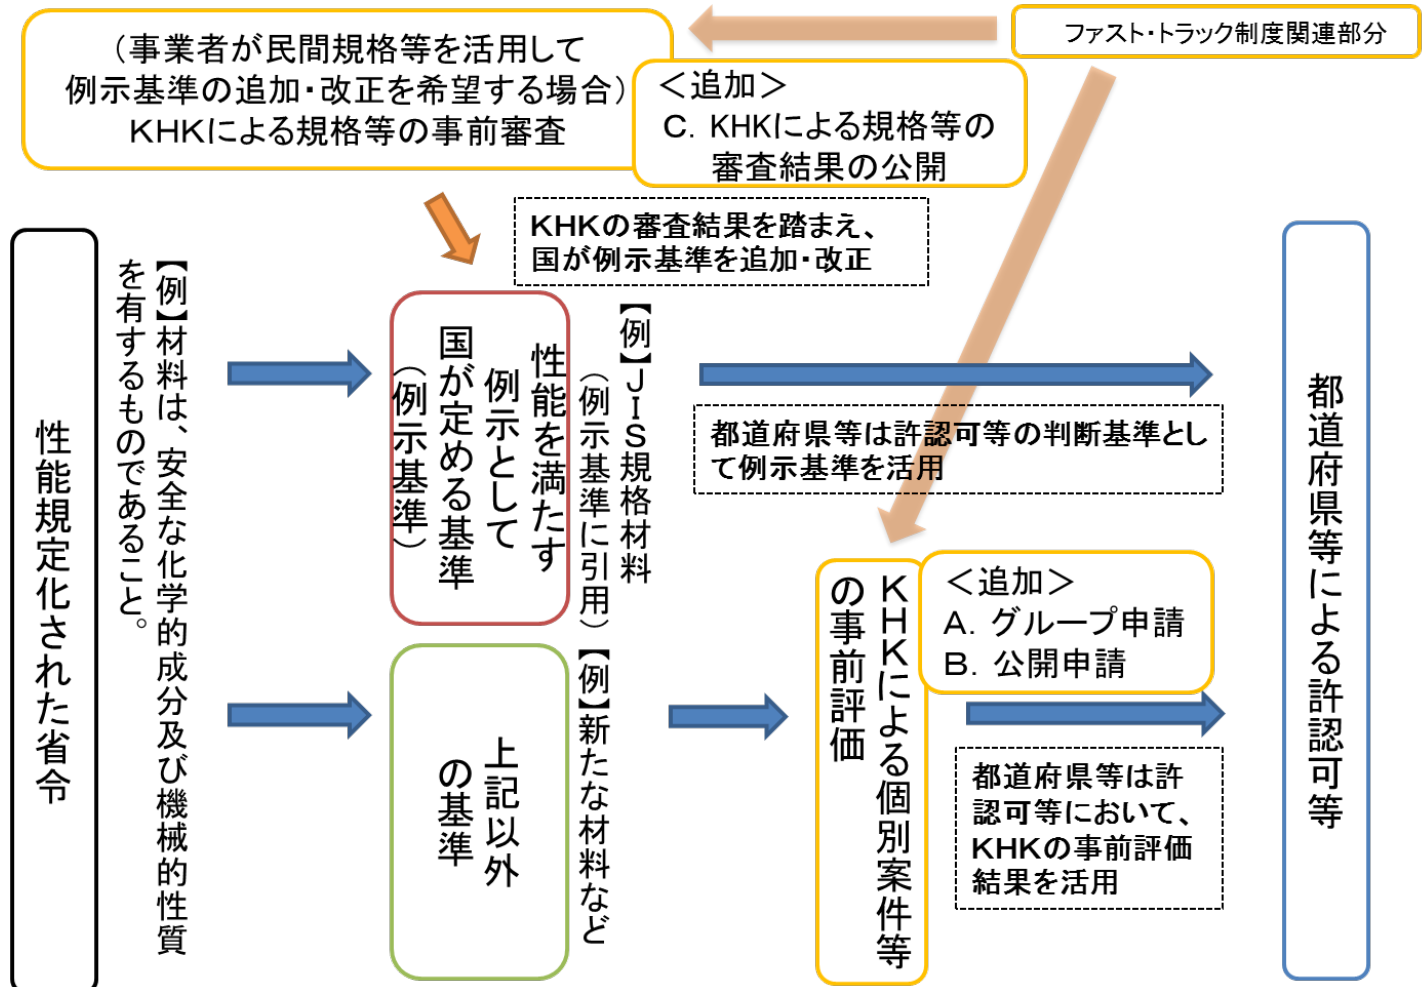 (事業者が民間規格等を活用して
例示基準の追加・改正を希望する場合)
KHKによる規格等の事前審査
<追加>
C. KHKによる規格等の
審査結果の公開
ファスト・トラック制度関連部分
KHKの審査結果を踏まえ、
国が例示基準を追加・改正
性能規定化された省令
【例】材料は、安全な化学的成分及び機械的性質
を有するものであること。
性能を満たす
例示として
国が定める基準
(例示基準)
【例】JIS規格材料
(例示基準に引用)
都道府県等は許認可等の判断基準とし
て例示基準を活用
上記以外
の基準
【例】新たな材料など
KHKによる個別案件等
の事前評価
<追加>
A. グループ申請
B. 公開申請
都道府県等は許
認可等において、
KHKの事前評価
結果を活用
都道府県等による許認可等